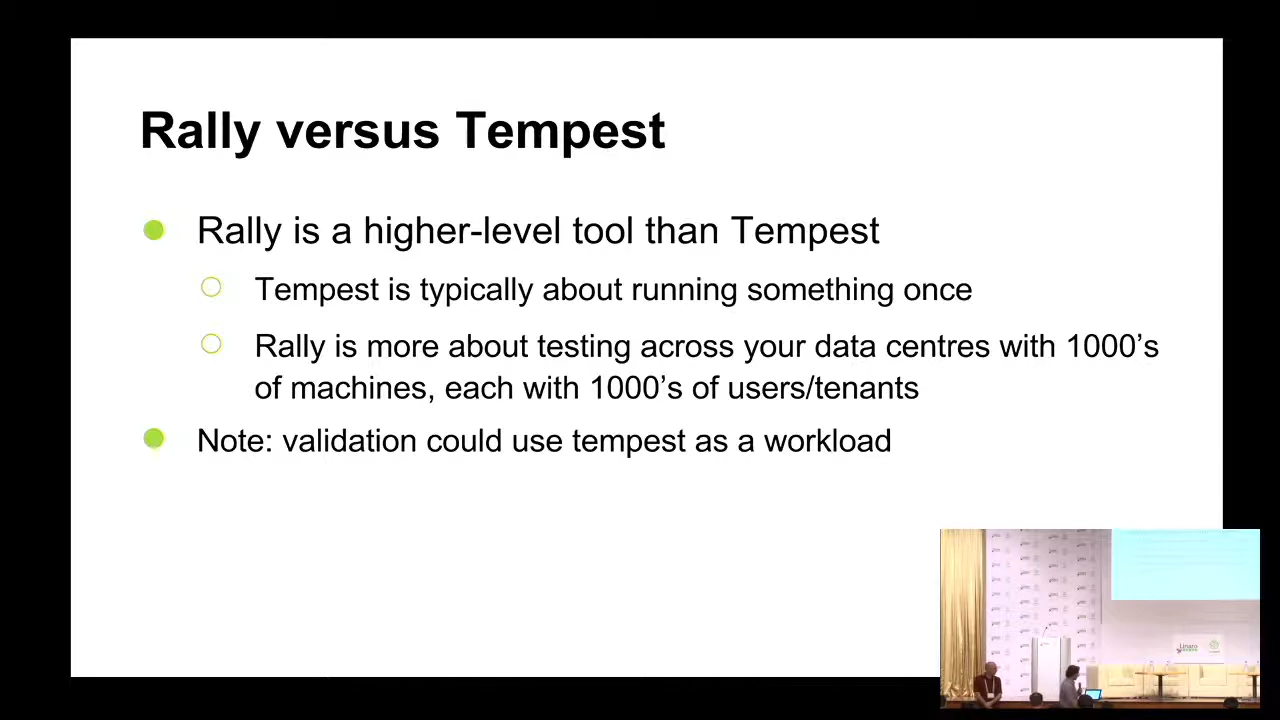 Rally versus Tempest
Rally is a higher-level tool than Tempest
Tempest is typically about running something once
Rally is more about testing across your data centres with 1000’s
of machines, each with 1000’s of users/tenants
Note: validation could use tempest as a workload
Linaro